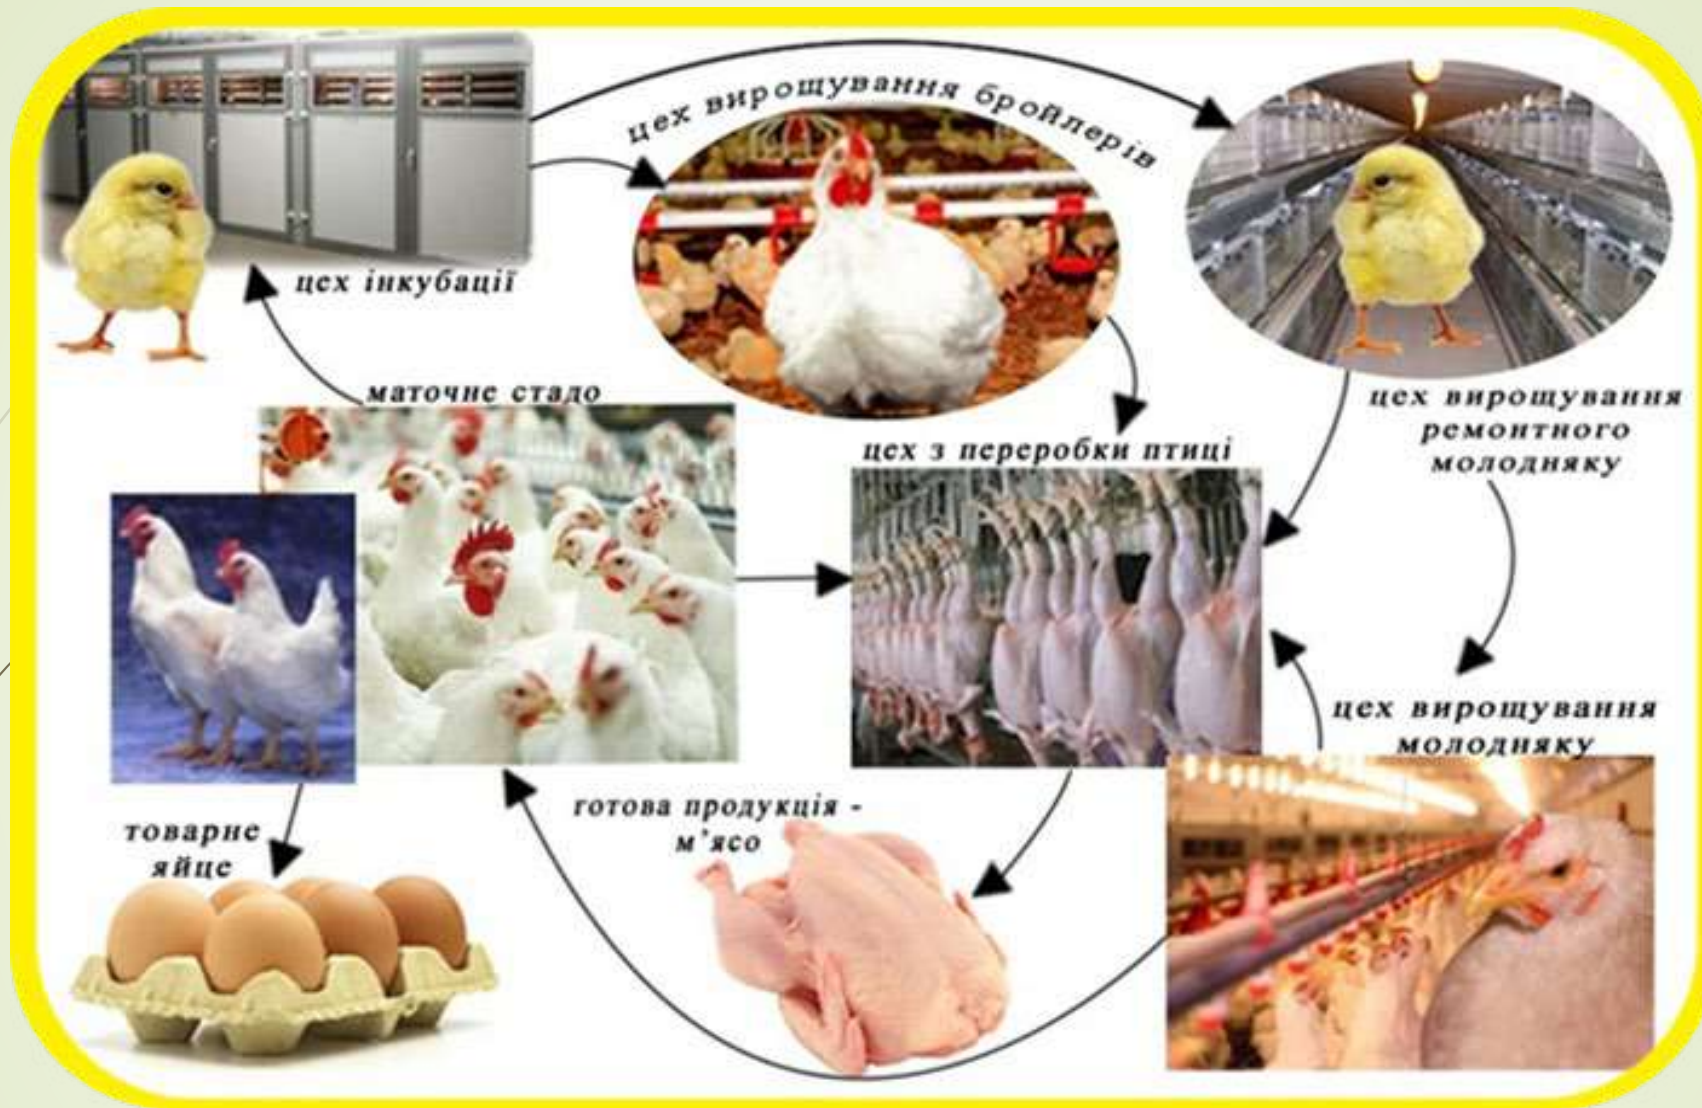 цех вирощування бройлерів
цех інкубації
маточне стадо
цех з переробки птиці
цех вирощування
ремонтного
молодняку
цех вирощування
молодняку
готова продукція -
м'ясо
товарне
яйце